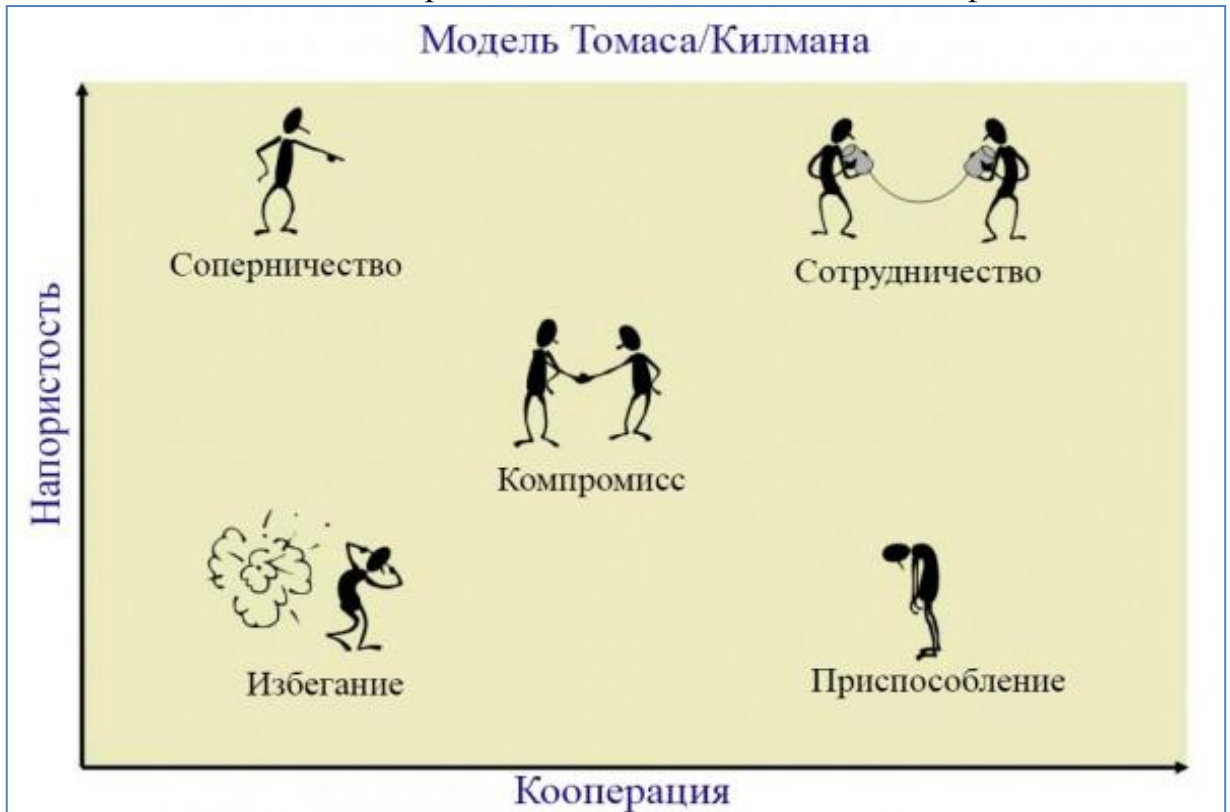 Модель Томаса/Килмана
Соперничество
Сотрудничество
Напористость
Компромисс
Избегание
Приспособление
Кооперация